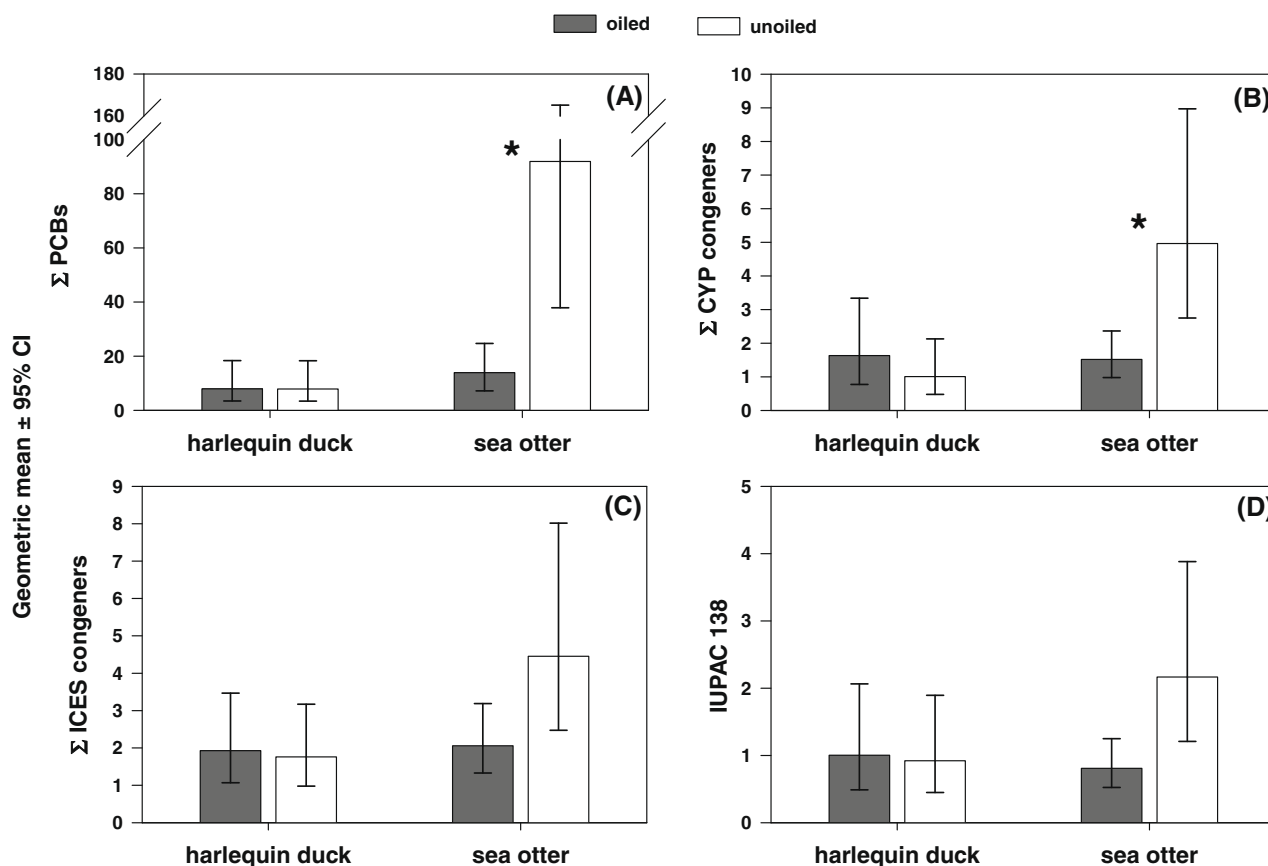 oiled unoiled
Geometric mean ± 95% CI
(A)
Σ PCBs
180
160
100
80
60
40
20
0
*
harlequin duck sea otter
(B)
Σ CYP congeners
10
9
8
7
6
5
4
3
2
1
0
*
harlequin duck sea otter
(C)
Σ ICES congeners
9
8
7
6
5
4
3
2
1
0
harlequin duck sea otter
(D)
IUPAC 138
5
4
3
2
1
0
harlequin duck sea otter